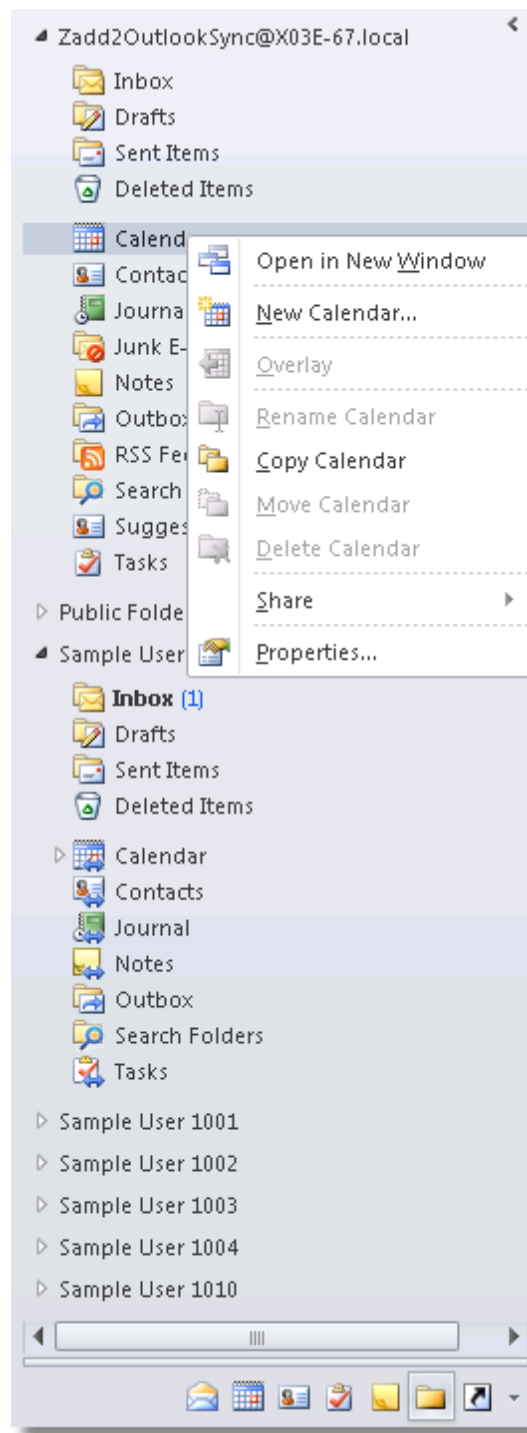 Zadd2OutlookSync@X03E-67.local
Inbox
Drafts
Sent Items
Deleted Items
Calend
Contac
Journa
Junk E-
Notes
Outbo
RSS Fe
Search
Sugges
Tasks
Public Folde
Sample User
Open in New Window
New Calendar...
Overlay
Rename Calendar
Copy Calendar
Move Calendar
Delete Calendar
Share
Properties...
Inbox (1)
Drafts
Sent Items
Deleted Items
Calendar
Contacts
Journal
Notes
Outbox
Search Folders
Tasks
Sample User 1001
Sample User 1002
Sample User 1003
Sample User 1004
Sample User 1010